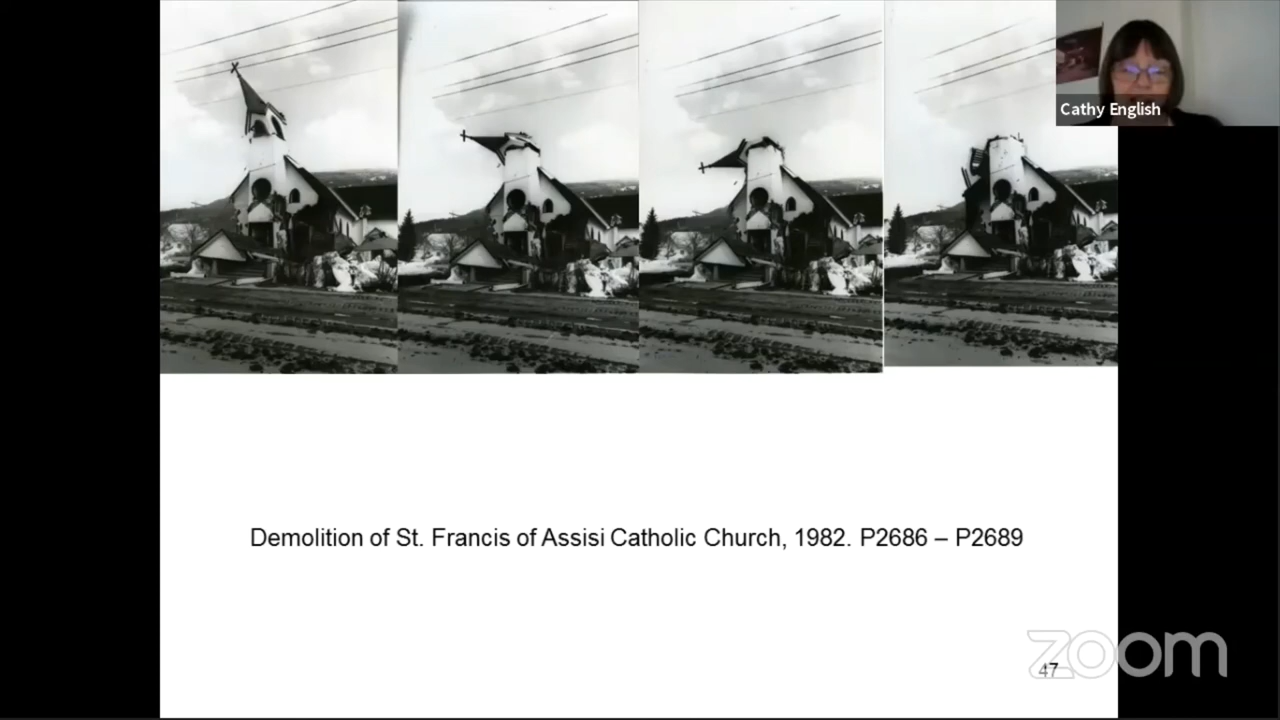 Cathy English
Demolition of St. Francis of Assisi Catholic Church, 1982. P2686 – P2689
zoom
47